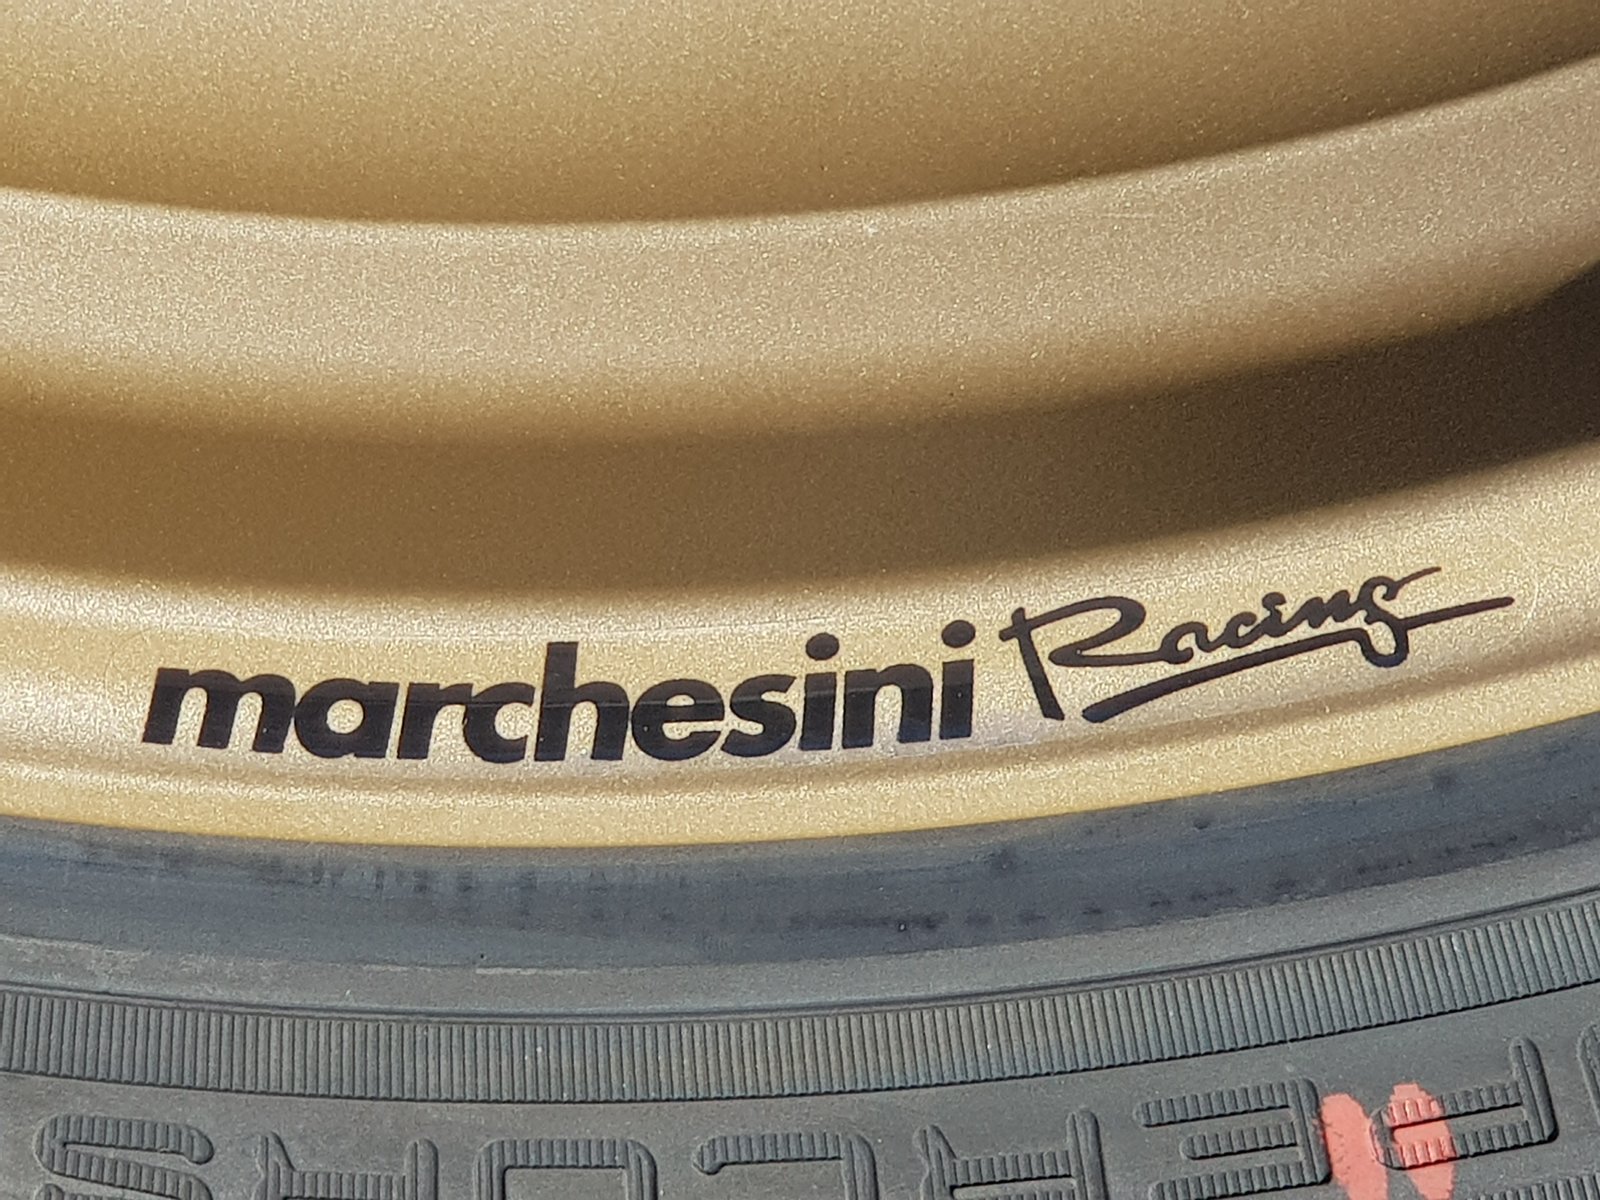 marchesini Racing